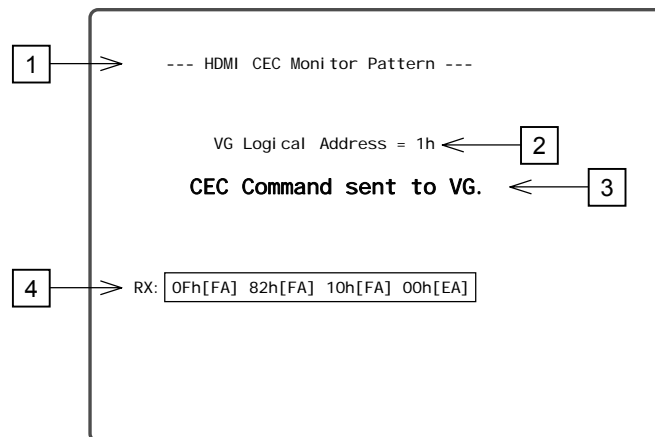 1
--- HDMI CEC Monitor Pattern ---
VG Logical Address = 1h
2
CEC Command sent to VG.
3
4
RX: 0Fh[FA] 82h[FA] 10h[FA] 00h[EA]